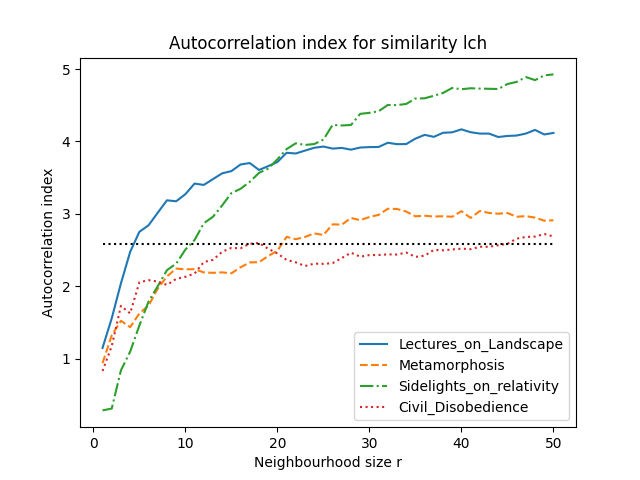 Autocorrelation index for similarity lch
Autocorrelation index
5
4
3
2
1
0
10
20
30
40
50
Neighbourhood size r
Lectures_on_Landscape
Metamorphosis
Sidelights_on_relativity
Civil_Disobedience